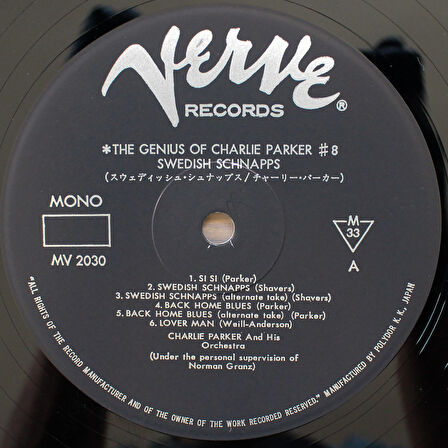 Verve
RECORDS
®
*THE GENIUS OF CHARLIE PARKER #8
SWEDISH SCHNAPPS
(スウェディッシュ・シュナップス/チャーリー・パーカー)
MONO
MV 2030
M
33
A
1. SI SI (Parker)
2. SWEDISH SCHNAPPS (Shavers)
3. SWEDISH SCHNAPPS (alternate take) (Shavers)
4. BACK HOME BLUES (Parker)
5. BACK HOME BLUES (alternate take) (Parker)
6. LOVER MAN (Weill-Anderson)
CHARLIE PARKER And His
Orchestra
(Under the personal supervision of
Norman Granz)
"ALL RIGHTS OF THE RECORD MANUFACTURER AND OF THE OWNER OF THE WORK RECORDED RESERVED." MANUFACTURED BY POLYDOR K.K., JAPAN